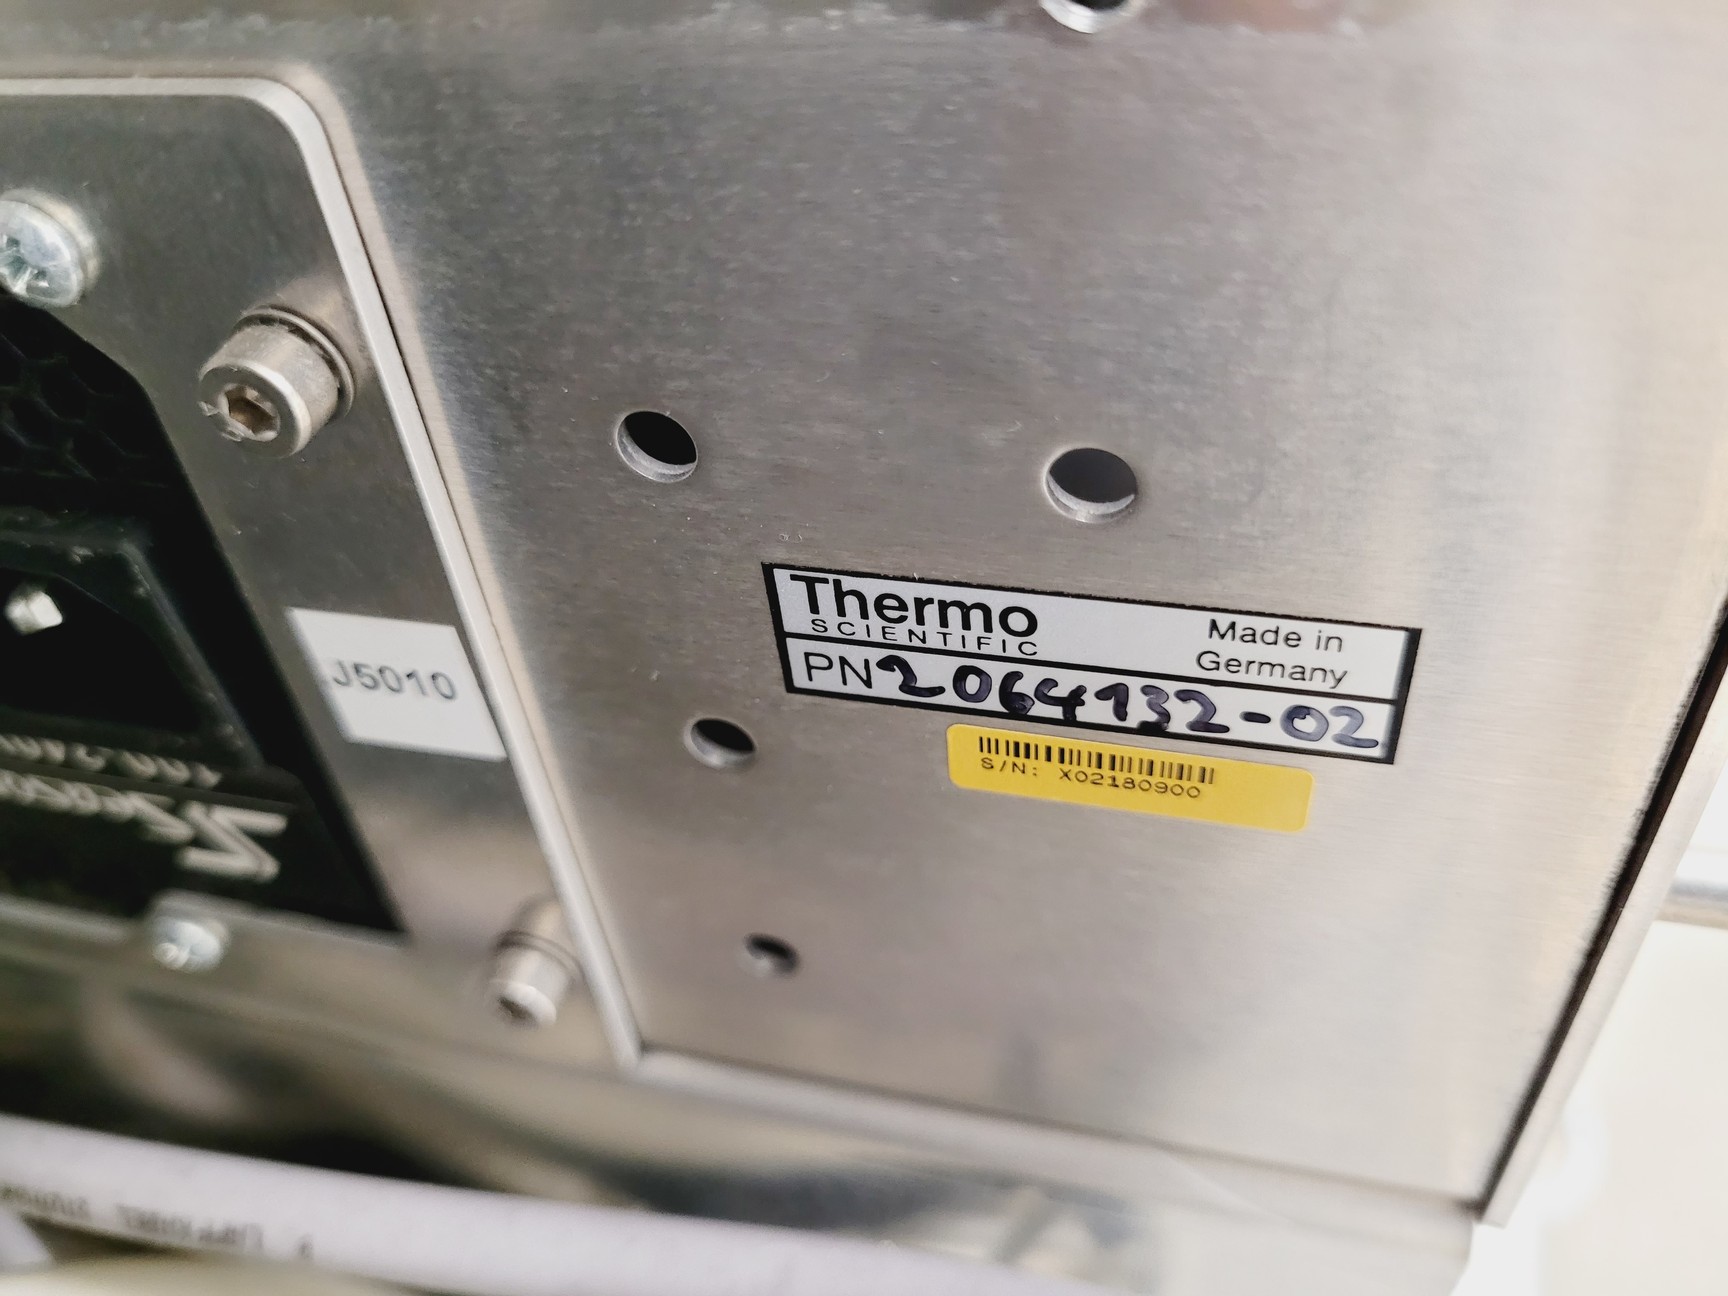 Thermo
SCIENTIFIC
Made in
Germany
PN 2064132-02
S/N: X02180900
J5010